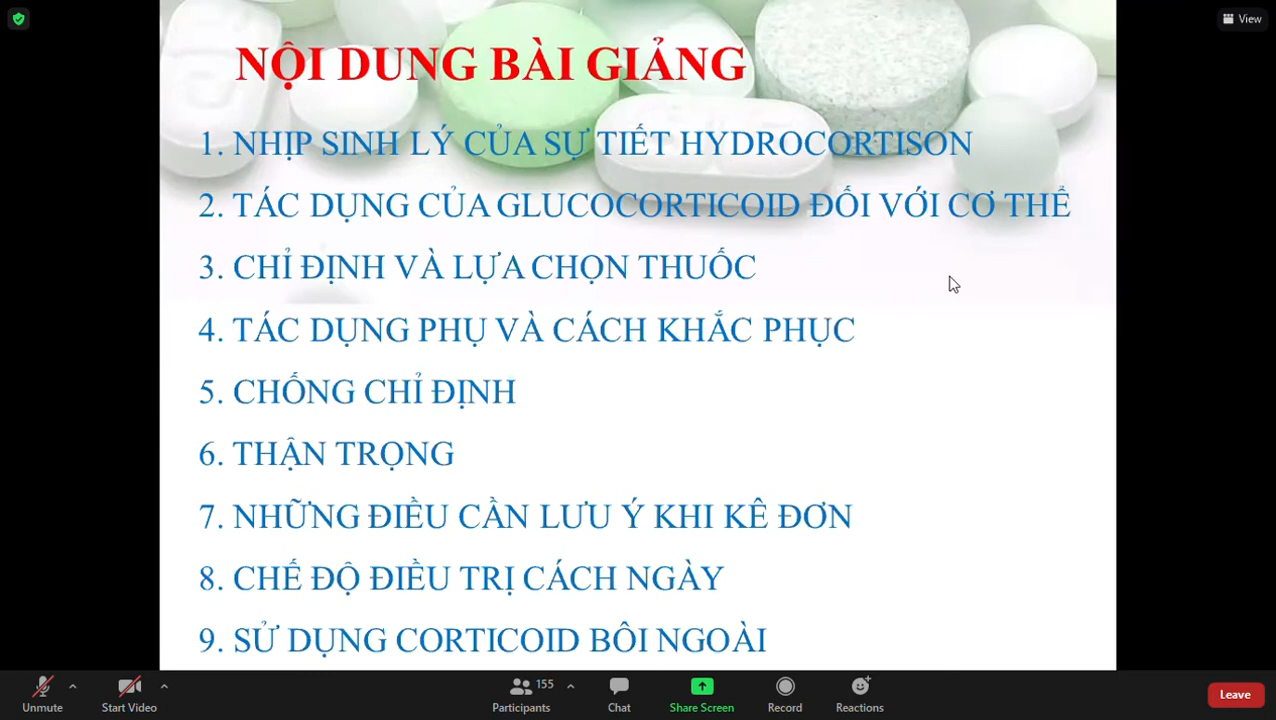 View
NỘI DUNG BÀI GIẢNG
1. NHỊP SINH LÝ CỦA SỰ TIẾT HYDROCORTISON
2. TÁC DỤNG CỦA GLUCOCORTICOID ĐỐI VỚI CƠ THỂ
3. CHỈ ĐỊNH VÀ LỰA CHỌN THUỐC
4. TÁC DỤNG PHỤ VÀ CÁCH KHẮC PHỤC
5. CHỐNG CHỈ ĐỊNH
6. THẬN TRỌNG
7. NHỮNG ĐIỀU CẦN LƯU Ý KHI KÊ ĐƠN
8. CHẾ ĐỘ ĐIỀU TRỊ CÁCH NGÀY
9. SỬ DỤNG CORTICOID BÔI NGOÀI
155
Unmute Start Video Participants Chat Share Screen Record Reactions Leave